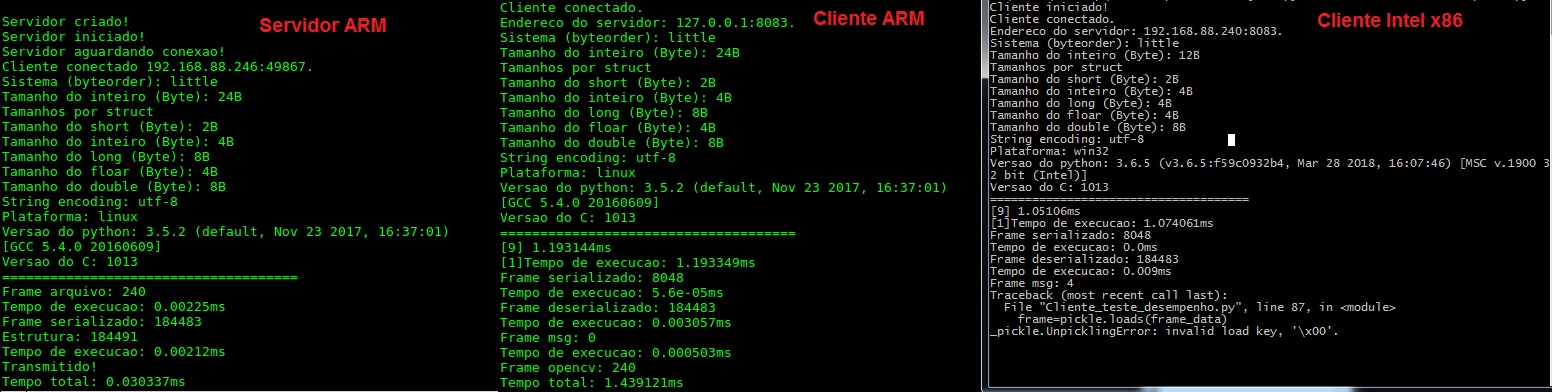 Servidor ARM
Servidor criado!
Servidor iniciado!
Servidor aguardando conexao!
Cliente conectado 192.168.88.246:49867.
Sistema (byteorder): little
Tamanho do inteiro (Byte): 24B
Tamanhos por struct
Tamanho do short (Byte): 2B
Tamanho do inteiro (Byte): 4B
Tamanho do long (Byte): 8B
Tamanho do floar (Byte): 4B
Tamanho do double (Byte): 8B
String encoding: utf-8
Plataforma: linux
Versao do python: 3.5.2 (default, Nov 23 2017, 16:37:01)
[GCC 5.4.0 20160609]
Versao do C: 1013
=====================================
Frame arquivo: 240
Tempo de execucao: 0.00225ms
Frame serializado: 184483
Estrutura: 184491
Tempo de execucao: 0.00212ms
Transmitido!
Tempo total: 0.030337ms
Cliente ARM
Cliente conectado.
Endereco do servidor: 127.0.0.1:8083.
Sistema (byteorder): little
Tamanho do inteiro (Byte): 24B
Tamanhos por struct
Tamanho do short (Byte): 2B
Tamanho do inteiro (Byte): 4B
Tamanho do long (Byte): 8B
Tamanho do floar (Byte): 4B
Tamanho do double (Byte): 8B
String encoding: utf-8
Plataforma: linux
Versao do python: 3.5.2 (default, Nov 23 2017, 16:37:01)
[GCC 5.4.0 20160609]
Versao do C: 1013
=====================================
[9] 1.193144ms
[1]Tempo de execucao: 1.193349ms
Frame serializado: 8048
Tempo de execucao: 5.6e-05ms
Frame deserializado: 184483
Tempo de execucao: 0.003057ms
Frame msg: 0
Tempo de execucao: 0.000503ms
Frame opencv: 240
Tempo total: 1.439121ms
Cliente Intel x86
Cliente iniciado!
Cliente conectado.
Endereco do servidor: 192.168.88.240:8083.
Sistema (byteorder): little
Tamanho do inteiro (Byte): 12B
Tamanhos por struct
Tamanho do short (Byte): 2B
Tamanho do inteiro (Byte): 4B
Tamanho do long (Byte): 4B
Tamanho do floar (Byte): 4B
Tamanho do double (Byte): 8B
String encoding: utf-8
Plataforma: win32
Versao do python: 3.6.5 (v3.6.5:f59c0932b4, Mar 28 2018, 16:07:46) [MSC v.1900 3
2 bit (Intel)]
Versao do C: 1013
=====================================
[9] 1.05106ms
[1]Tempo de execucao: 1.074061ms
Frame serializado: 8048
Tempo de execucao: 0.0ms
Frame deserializado: 184483
Tempo de execucao: 0.009ms
Frame msg: 4
Traceback (most recent call last):
  File "Cliente_teste_desempenho.py", line 87, in <module>
    frame=pickle.loads(frame_data)
_pickle.UnpicklingError: invalid load key, '\x00'.